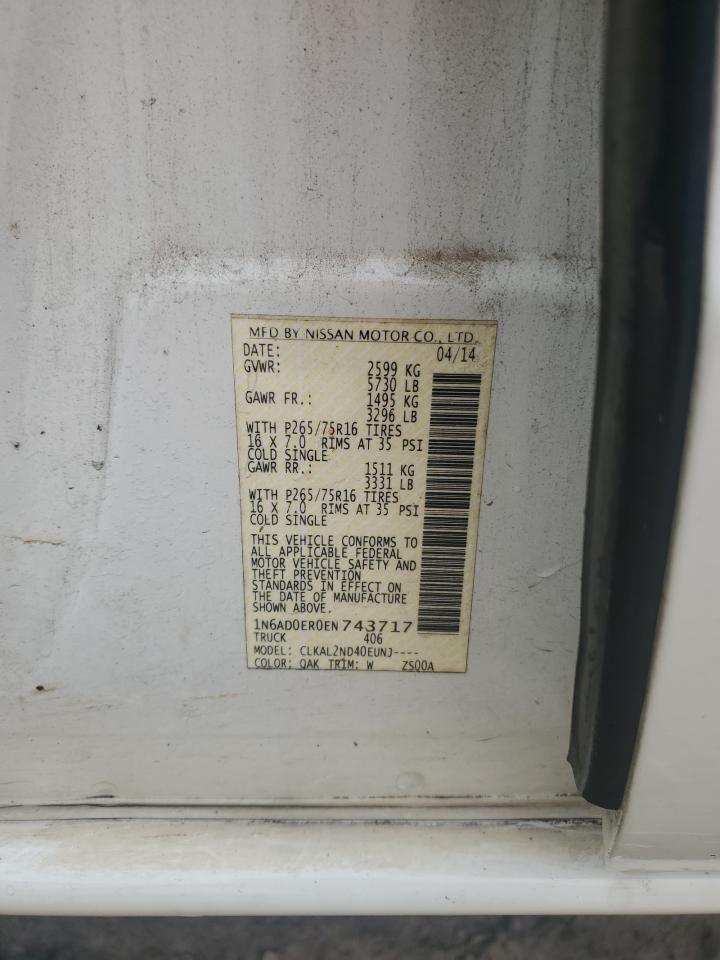 MFD BY NISSAN MOTOR CO., LTD.
DATE: 04/14
GVWR: 2599 KG
5730 LB
GAWR FR.: 1495 KG
3296 LB
WITH P265/75R16 TIRES
16 X 7.0 RIMS AT 35 PSI
COLD SINGLE
GAWR RR.: 1511 KG
3331 LB
WITH P265/75R16 TIRES
16 X 7.0 RIMS AT 35 PSI
COLD SINGLE
THIS VEHICLE CONFORMS TO
ALL APPLICABLE FEDERAL
MOTOR VEHICLE SAFETY AND
THEFT PREVENTION
STANDARDS IN EFFECT ON
THE DATE OF MANUFACTURE
SHOWN ABOVE.
1N6AD0ER0EN 743717
TRUCK 406
MODEL: CLKAL2ND40EUNJ----
COLOR: QAK TRIM: W ZS00A